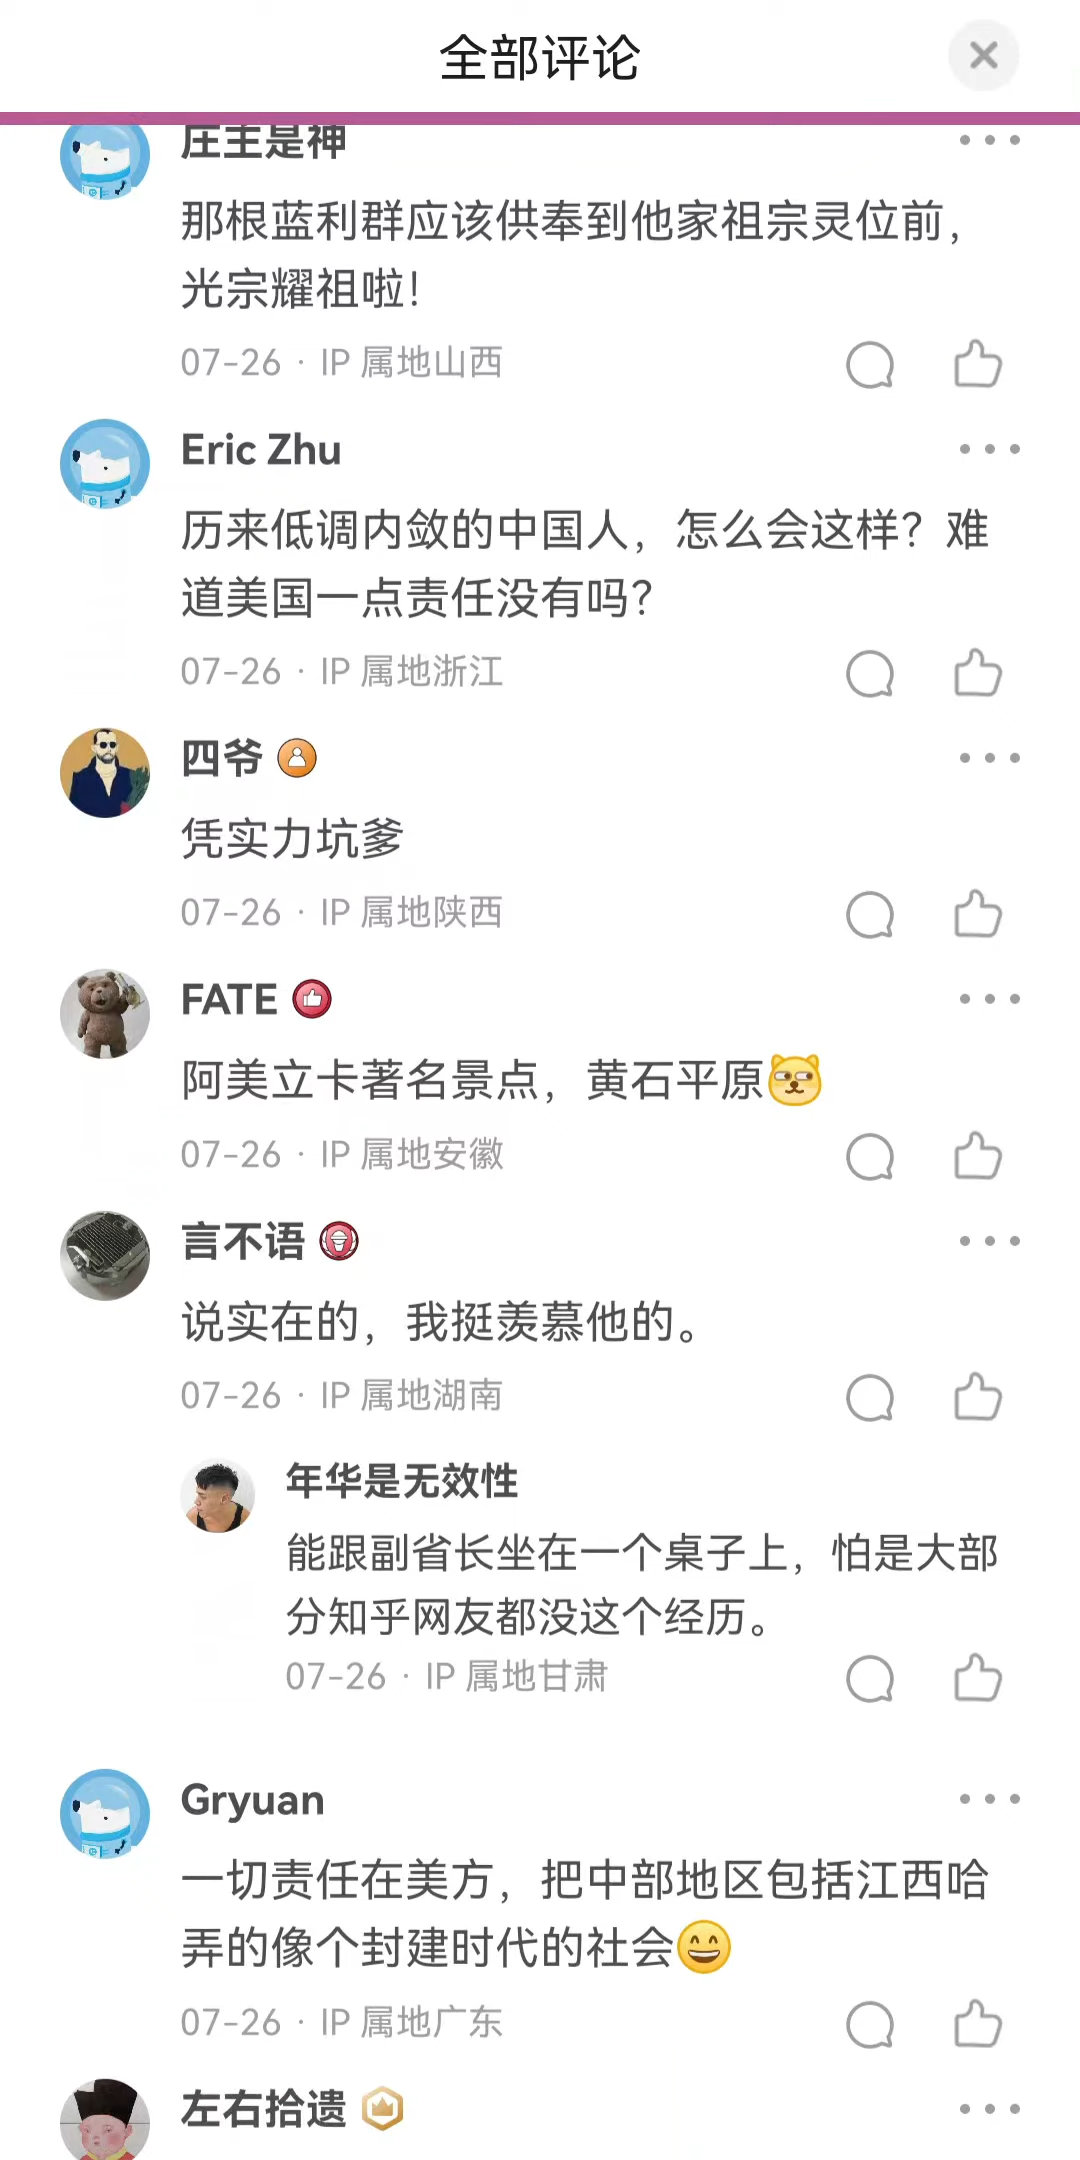 全部评论
庄主是神
那根蓝利群应该供奉到他家祖宗灵位前，
光宗耀祖啦！
07-26 · IP 属地山西
Eric Zhu
历来低调内敛的中国人，怎么会这样？难
道美国一点责任没有吗？
07-26 · IP 属地浙江
四爷
凭实力坑爹
07-26 · IP 属地陕西
FATE
阿美立卡著名景点，黄石平原
07-26 · IP 属地安徽
言不语
说实在的，我挺羡慕他的。
07-26 · IP 属地湖南
年华是无效性
能跟副省长坐在一个桌子上，怕是大部
分知乎网友都没这个经历。
07-26 · IP 属地甘肃
Gryuan
一切责任在美方，把中部地区包括江西哈
弄的像个封建时代的社会😄
07-26 · IP 属地广东
左右拾遗